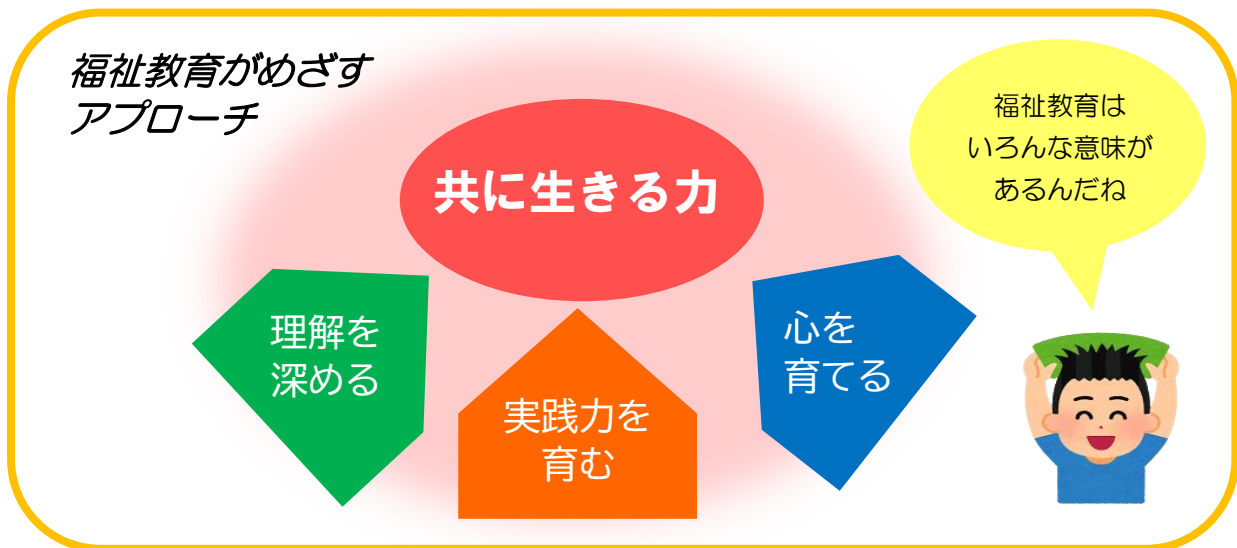 福祉教育がめざす
アプローチ
共に生きる力
理解を
深める
実践力を
育む
心を
育てる
福祉教育は
いろんな意味が
あるんだね